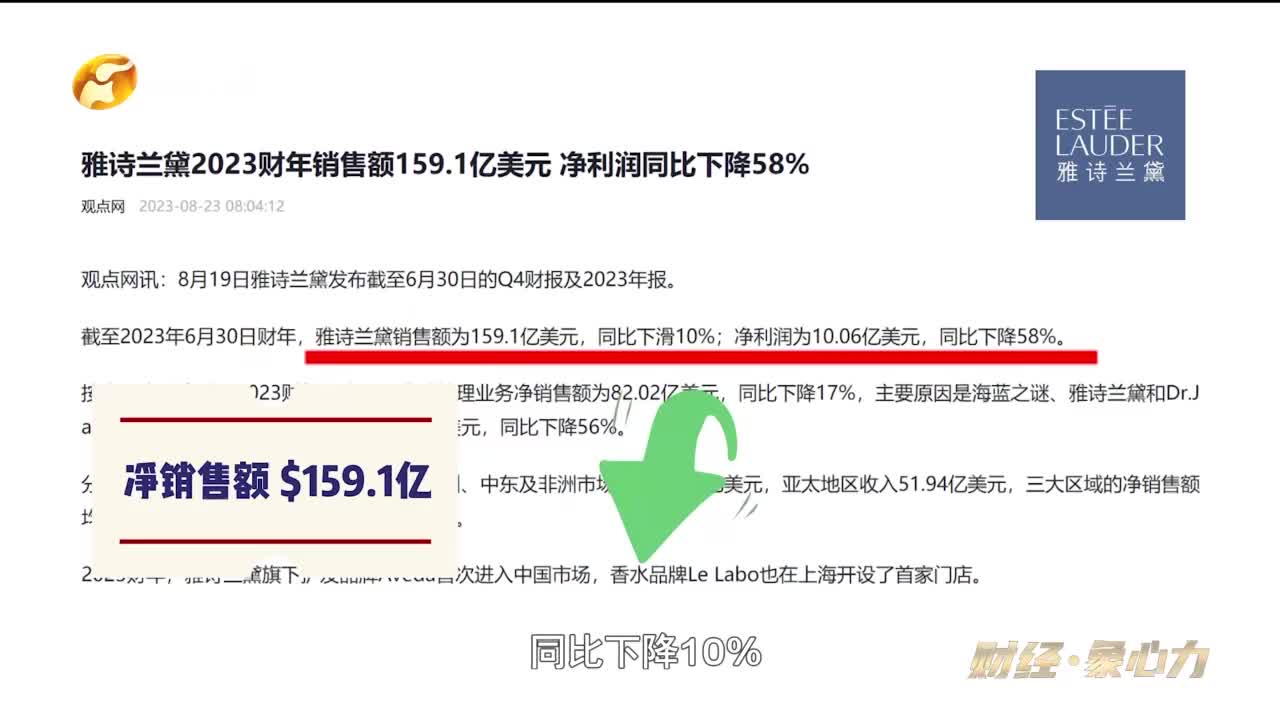 ESTĒE
LAUDER
雅诗兰黛
雅诗兰黛2023财年销售额159.1亿美元 净利润同比下降58%
观点网 2023-08-23 08:04:12
观点网讯：8月19日雅诗兰黛发布截至6月30日的Q4财报及2023年报。
截至2023年6月30日财年，雅诗兰黛销售额为159.1亿美元，同比下滑10%；净利润为10.06亿美元，同比下降58%。
理业务净销售额为82.02亿美元，同比下降17%，主要原因是海蓝之谜、雅诗兰黛和Dr.J
美元，同比下降56%。
、中东及非洲市场 亿美元，亚太地区收入51.94亿美元，三大区域的净销售额
净销售额 $159.1亿
2023财年，雅诗兰黛旗下 品牌Aveda首次进入中国市场，香水品牌Le Labo也在上海开设了首家门店。
同比下降10%
财经·象心力